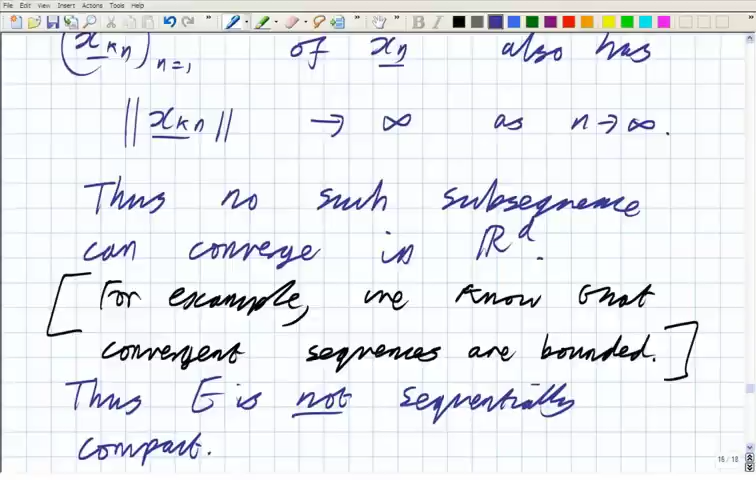 File Edit View Insert Actions Tools Help
(x_{k_n})_{n=1} of x_n also has
||x_{k_n}|| → ∞ as n → ∞.
Thus no such subsequence
can converge in ℝ^d.
[For example, we know that
convergent sequences are bounded.]
Thus E is not sequentially
compact.
16 / 18